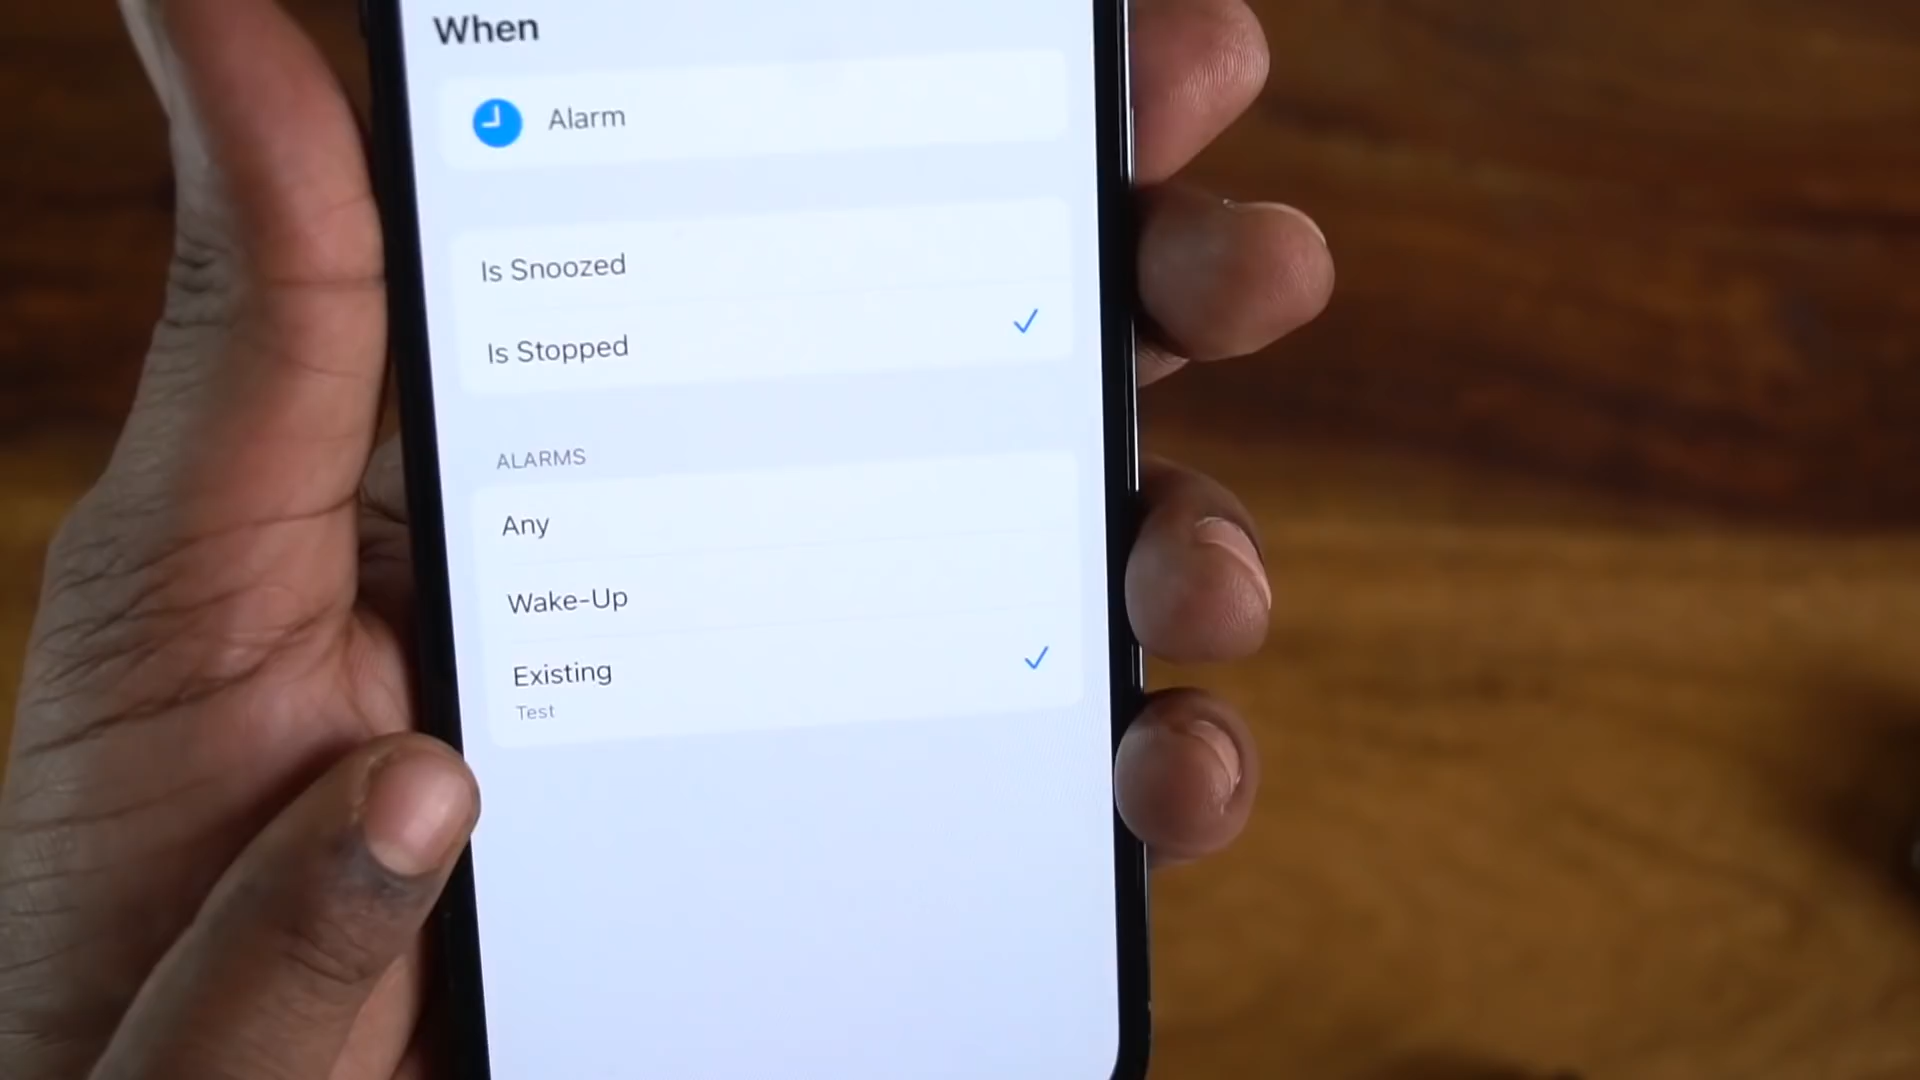 When
Alarm
Is Snoozed
Is Stopped
ALARMS
Any
Wake-Up
Existing
Test